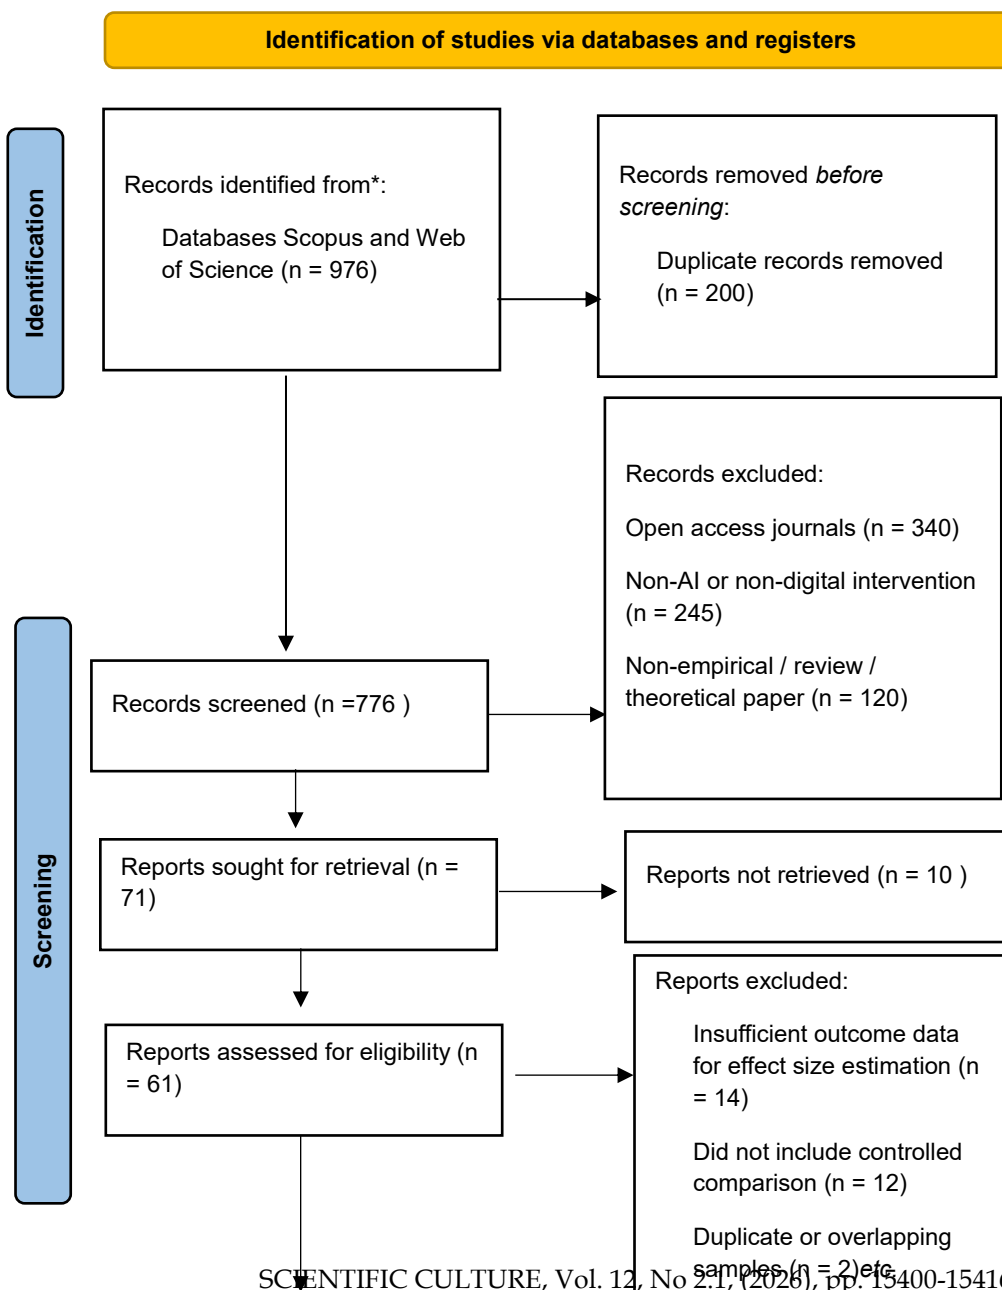 Identification of studies via databases and registers
Identification
Records identified from*:
Databases Scopus and Web
of Science (n = 976)
Records removed before
screening:
Duplicate records removed
(n = 200)
Records excluded:
Open access journals (n = 340)
Non-AI or non-digital intervention
(n = 245)
Non-empirical / review /
theoretical paper (n = 120)
Screening
Records screened (n =776 )
Reports sought for retrieval (n =
71)
Reports not retrieved (n = 10 )
Reports assessed for eligibility (n
= 61)
Reports excluded:
Insufficient outcome data
for effect size estimation (n
= 14)
Did not include controlled
comparison (n = 12)
Duplicate or overlapping
samples (n = 2)etc
SCIENTIFIC CULTURE, Vol. 12, No 2.1, (2026), pp. 15400-15416